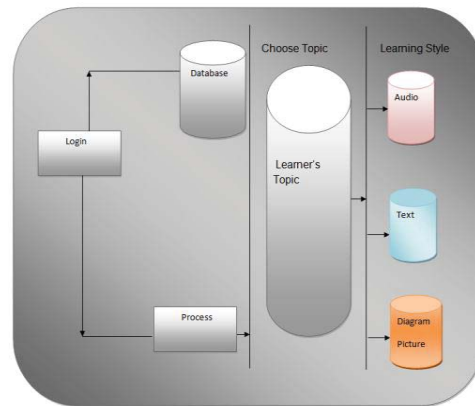 Choose Topic
Learning Style
Database
Audio
Login
Learner's
Topic
Text
Process
Diagram
Picture